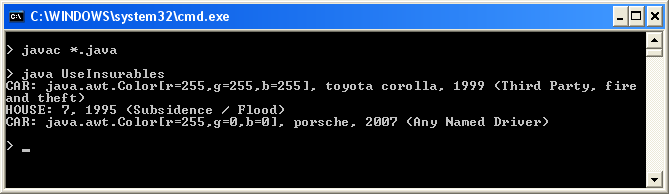 C:\WINDOWS\system32\cmd.exe
> javac *.java
> java UseInsurables
CAR: java.awt.Color[r=255,g=255,b=255], toyota corolla, 1999 (Third Party, fire
and theft)
HOUSE: 7, 1995 (Subsidence / Flood)
CAR: java.awt.Color[r=255,g=0,b=0], porsche, 2007 (Any Named Driver)
> _